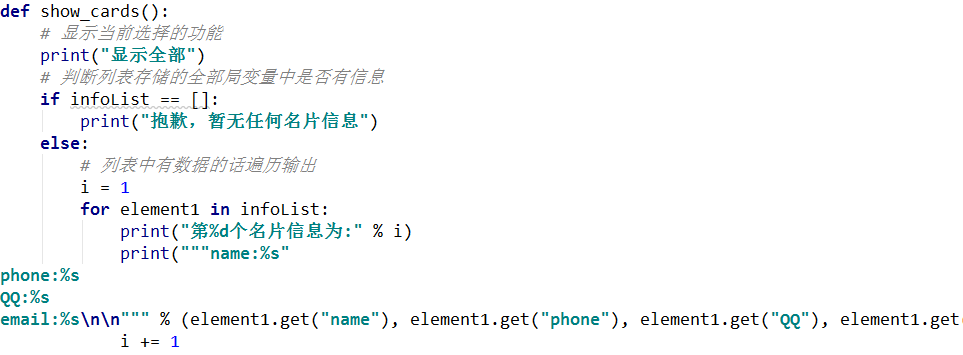 def show_cards():
    # 显示当前选择的功能
    print("显示全部")
    # 判断列表存储的全部局变量中是否有信息
    if infoList == []:
        print("抱歉，暂无任何名片信息")
    else:
        # 列表中有数据的话遍历输出
        i = 1
        for element1 in infoList:
            print("第%d个名片信息为:" % i)
            print("""name:%s"
phone:%s
QQ:%s
email:%s\n\n""" % (element1.get("name"), element1.get("phone"), element1.get("QQ"), element1.get(
            i += 1